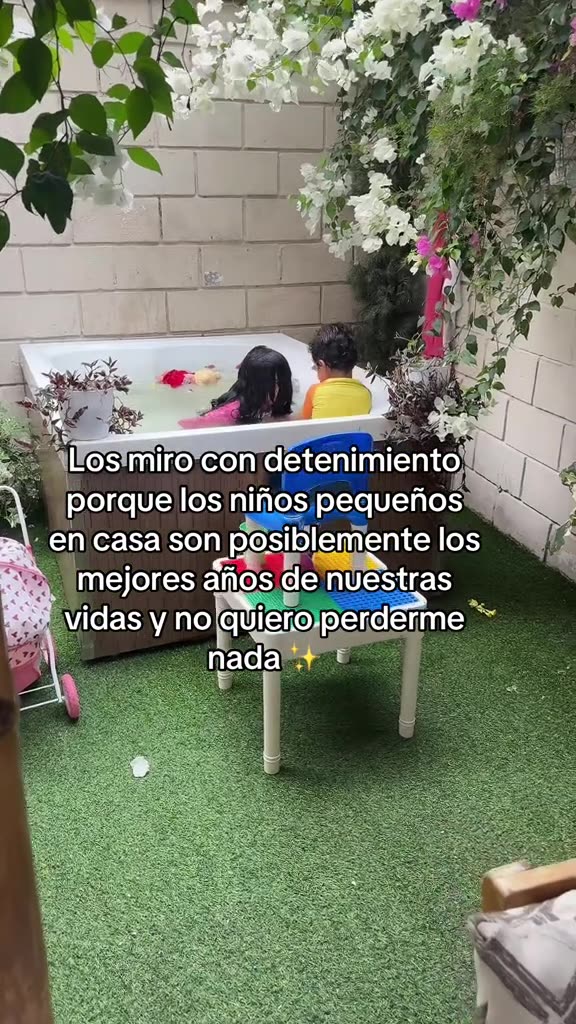 Los miro con detenimiento
porque los niños pequeños
en casa son posiblemente los
mejores años de nuestras
vidas y no quiero perderme
nada ✨